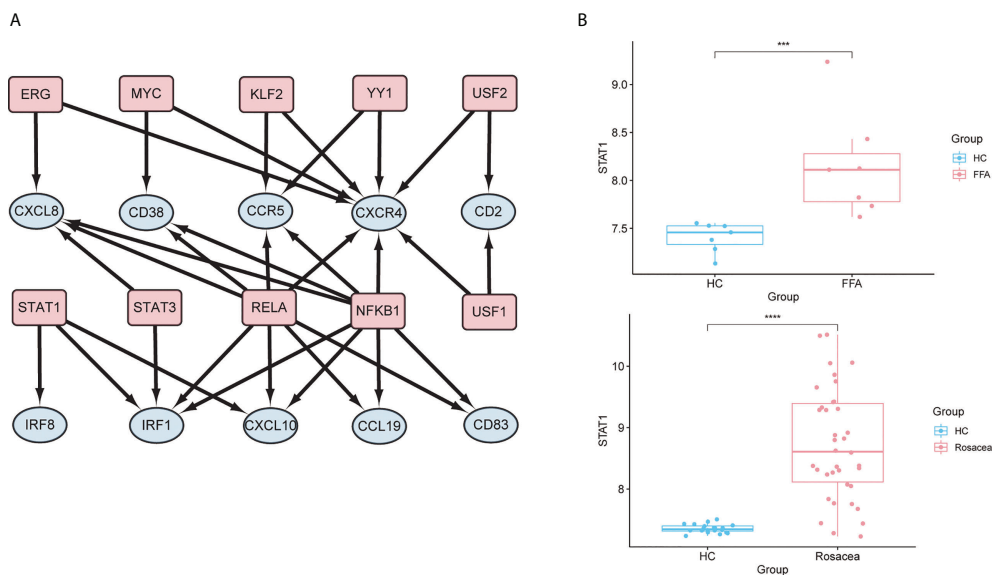 A
ERG MYC KLF2 YY1 USF2
CXCL8 CD38 CCR5 CXCR4 CD2
STAT1 STAT3 RELA NFKB1 USF1
IRF8 IRF1 CXCL10 CCL19 CD83
B
***
9.0
8.5
8.0
7.5
STAT1
HC FFA
Group
Group
HC
FFA
****
10
9
8
STAT1
HC Rosacea
Group
Group
HC
Rosacea